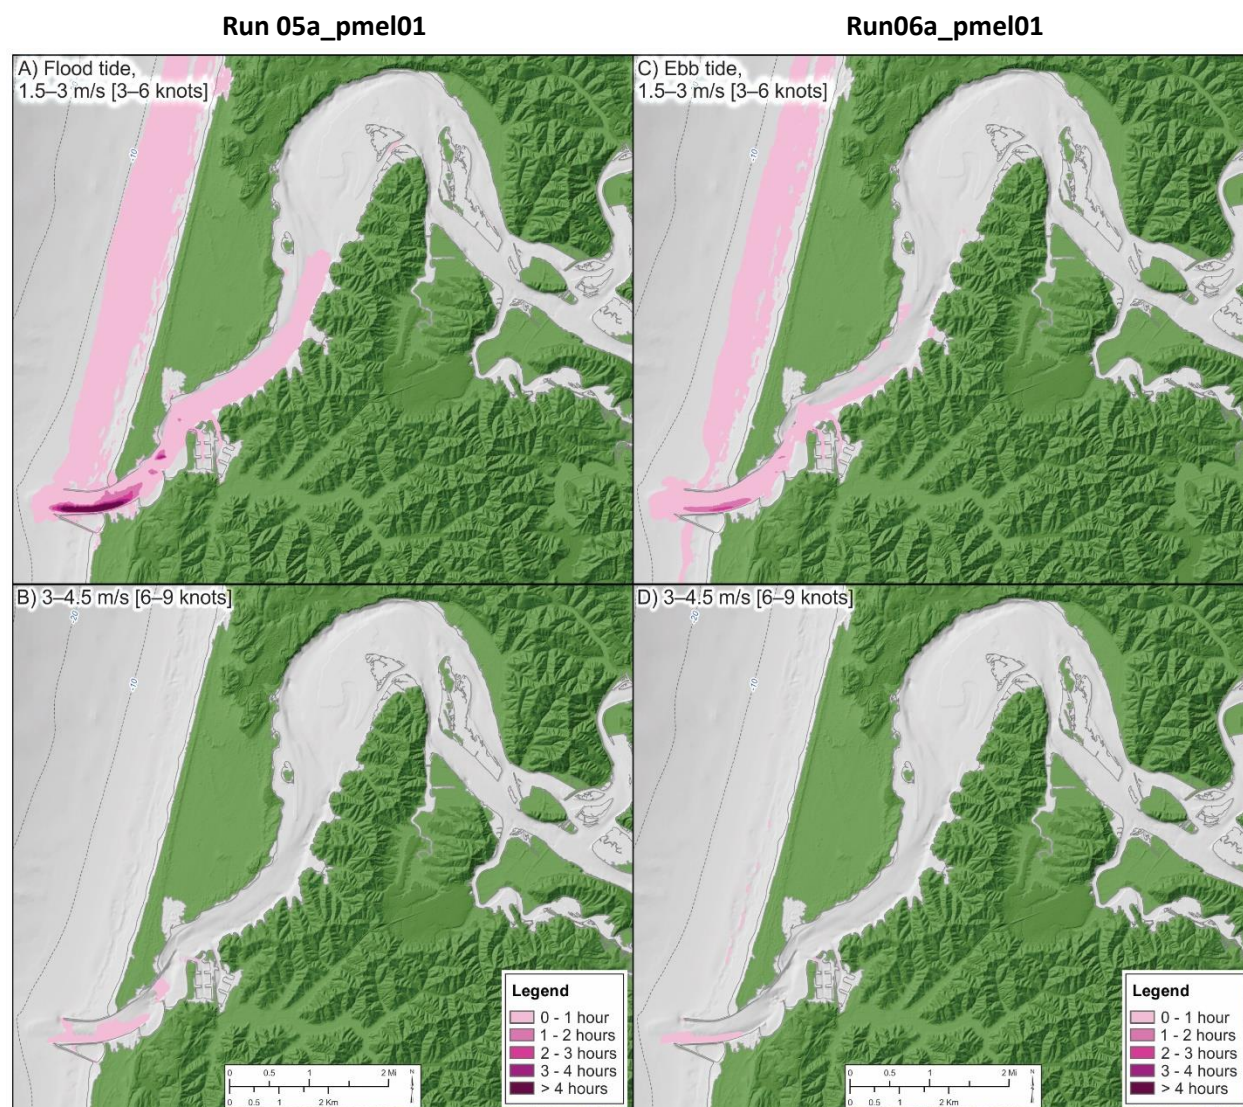 Run 05a_pmel01
Run06a_pmel01
A) Flood tide,
1.5–3 m/s [3–6 knots]
-10
C) Ebb tide,
1.5–3 m/s [3–6 knots]
-10
B) 3–4.5 m/s [6–9 knots]
-20
-10
Legend
0 - 1 hour
1 - 2 hours
2 - 3 hours
3 - 4 hours
> 4 hours
0 0.5 1 2 Mi
0 0.5 1 2 Km
N
D) 3–4.5 m/s [6–9 knots]
-20
-10
Legend
0 - 1 hour
1 - 2 hours
2 - 3 hours
3 - 4 hours
> 4 hours
0 0.5 1 2 Mi
0 0.5 1 2 Km
N